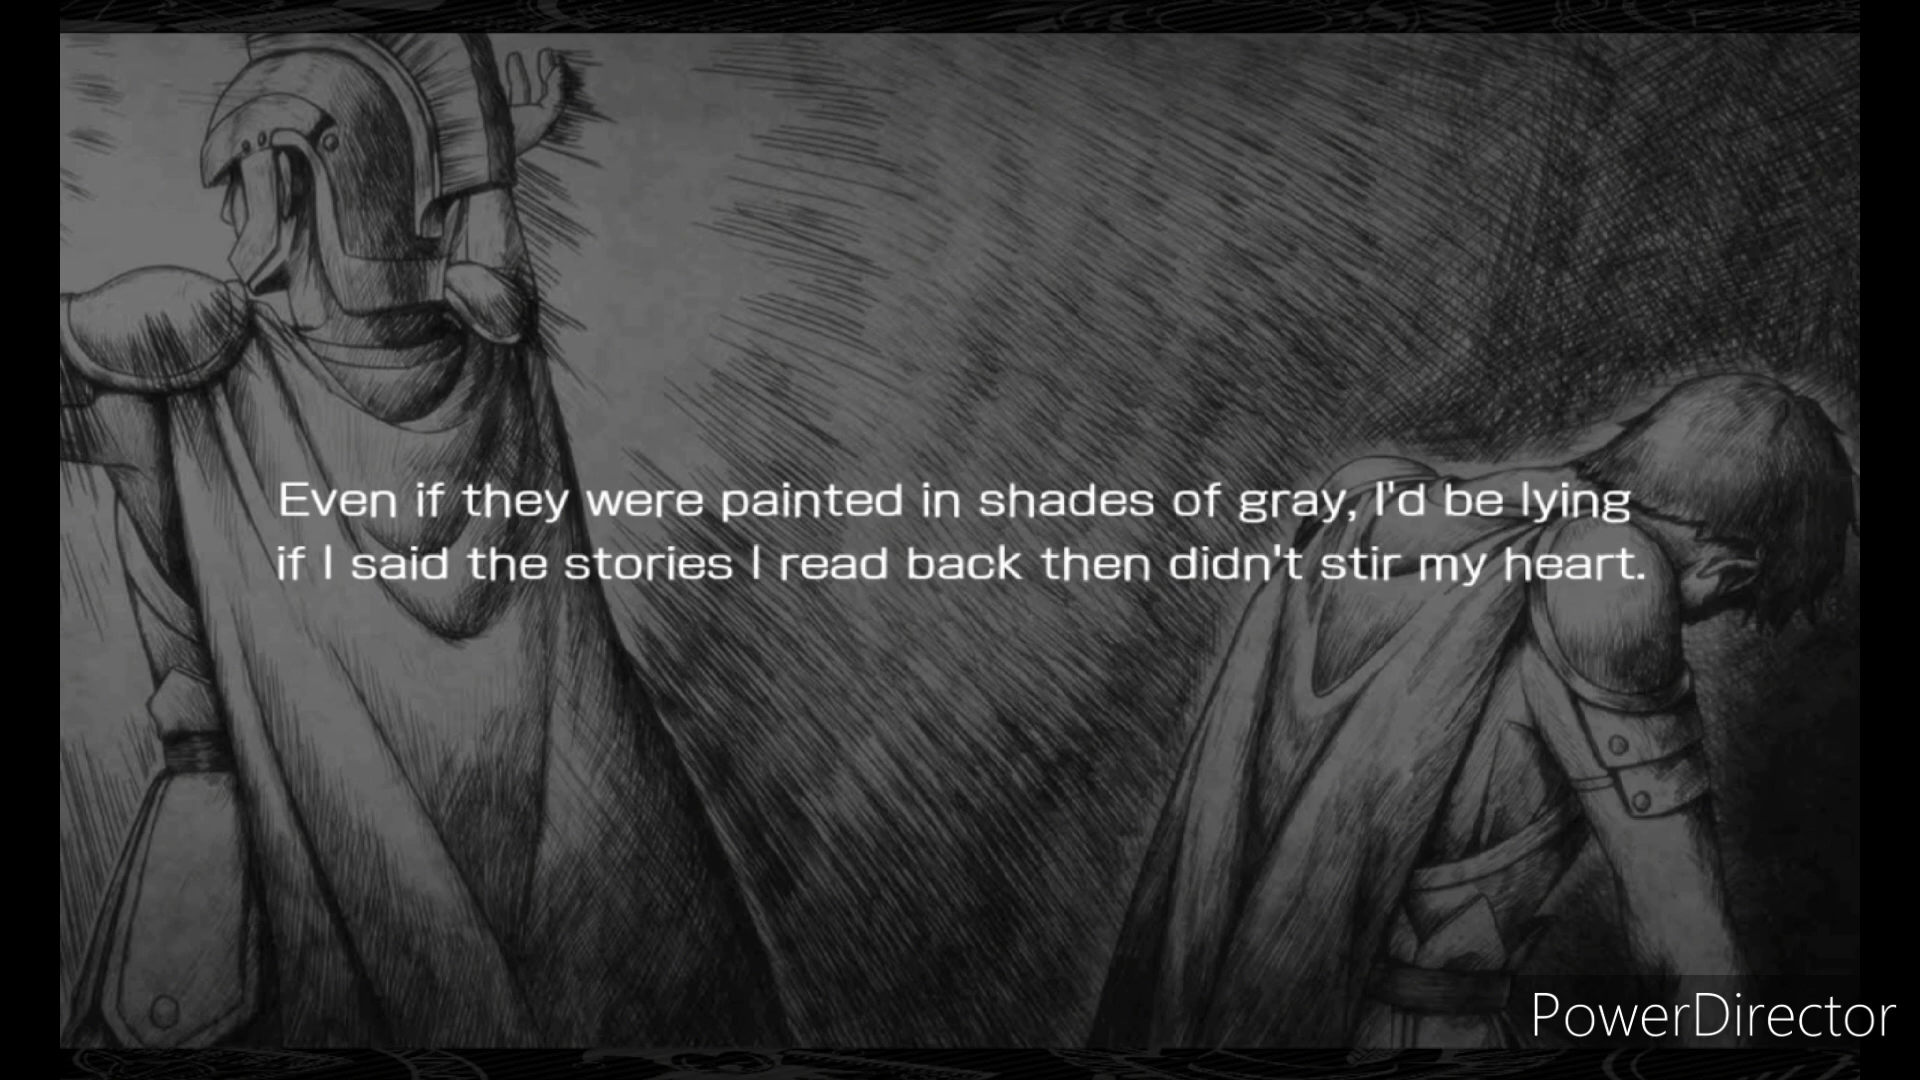 Even if they were painted in shades of gray, I'd be lying
if I said the stories I read back then didn't stir my heart.
PowerDirector